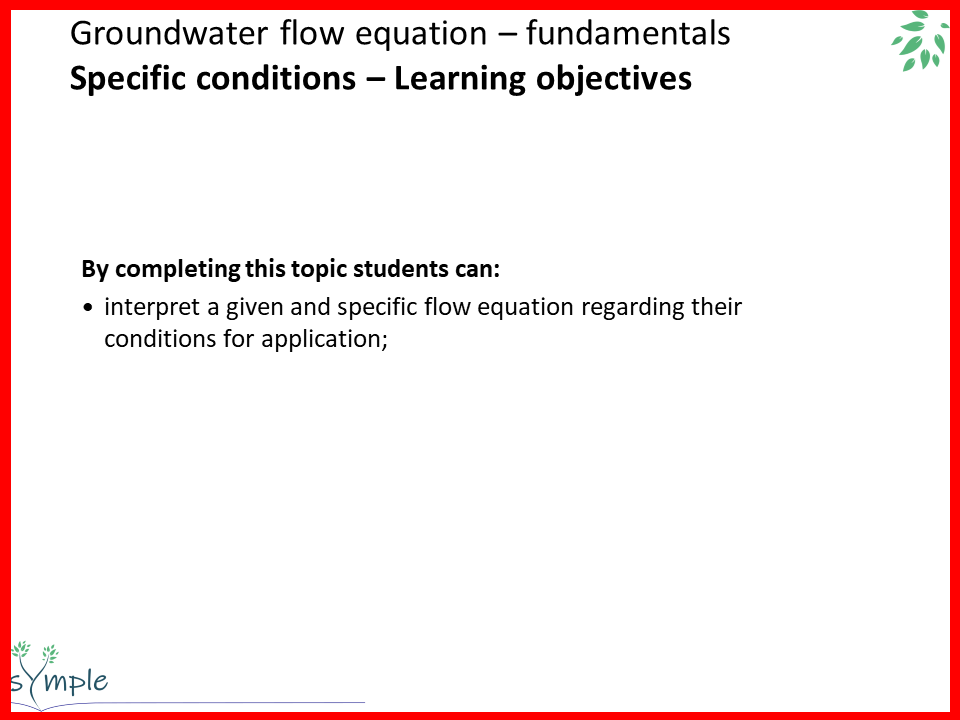 Groundwater flow equation – fundamentals
Specific conditions – Learning objectives
By completing this topic students can:
• interpret a given and specific flow equation regarding their
conditions for application;
sYmple